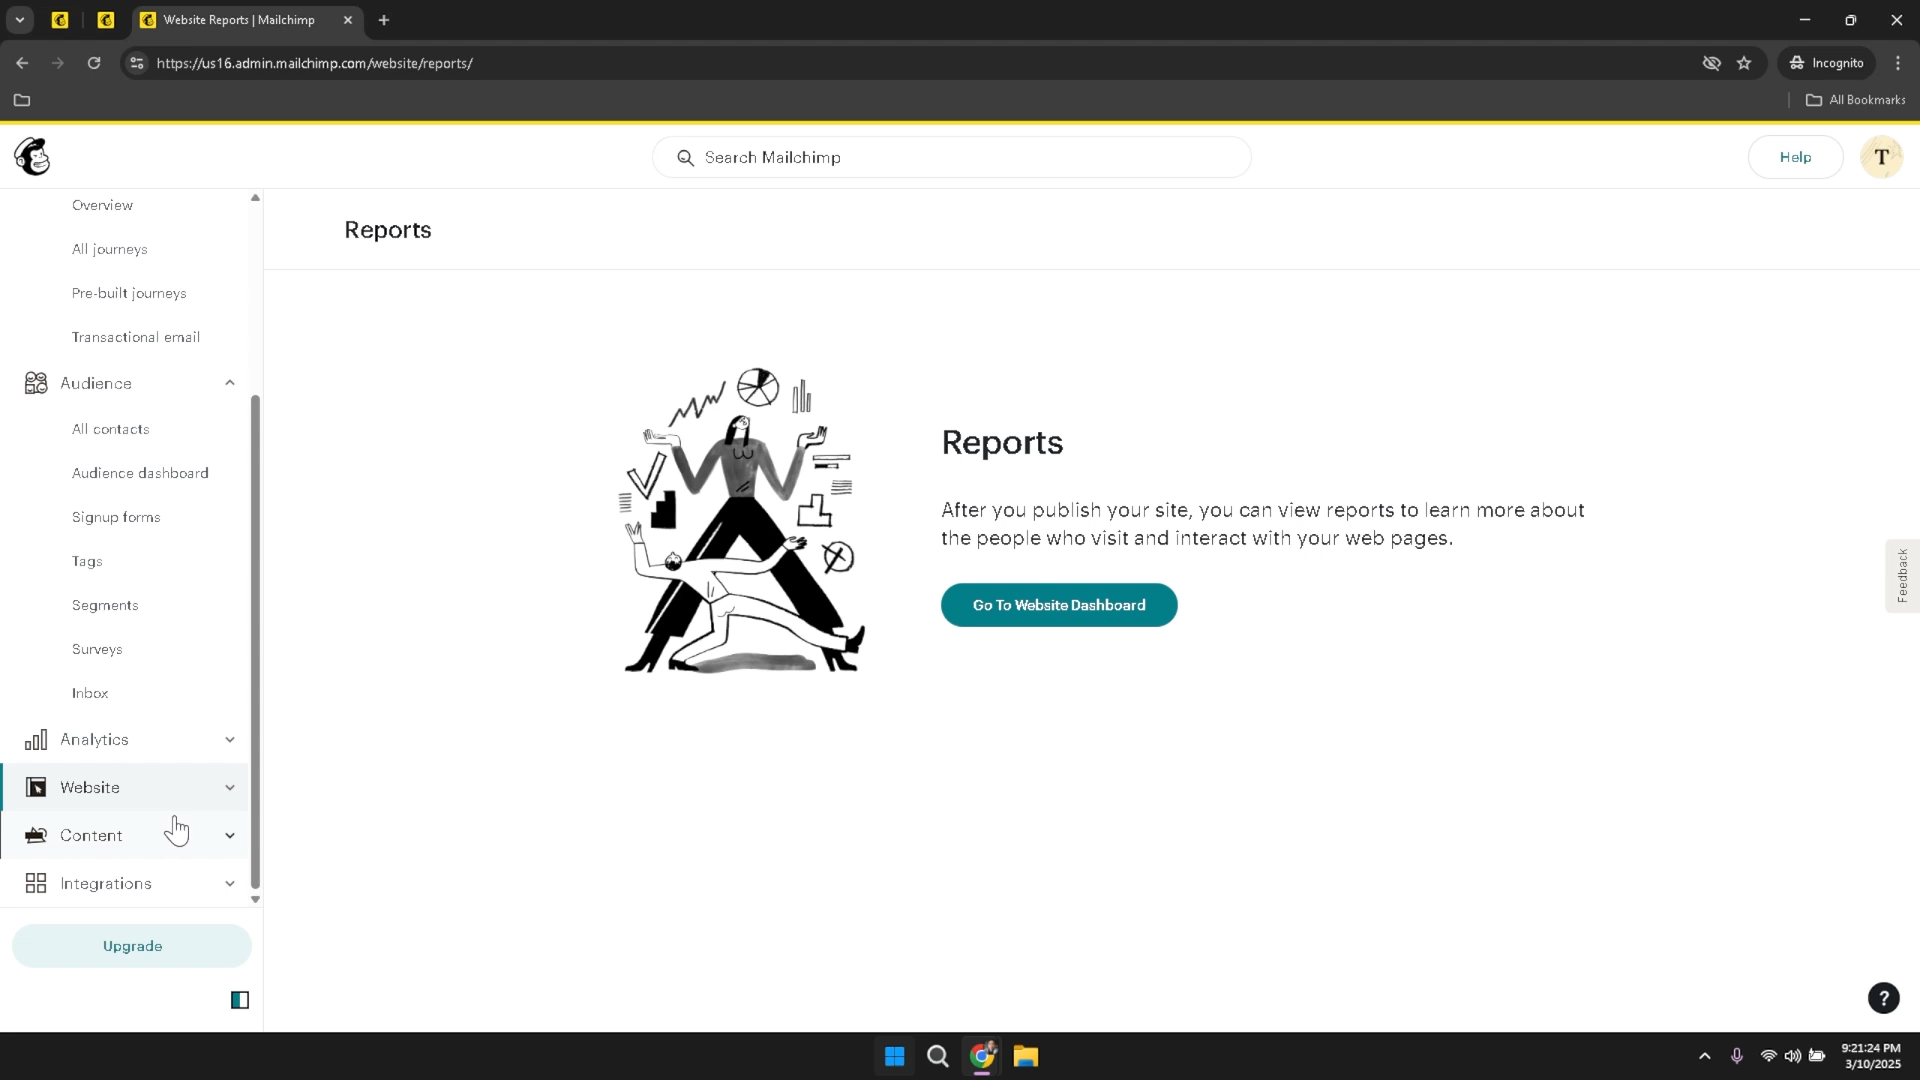 Website Reports | Mailchimp
https://us16.admin.mailchimp.com/website/reports/
Incognito
All Bookmarks
Search Mailchimp
Help
T
Overview
All journeys
Pre-built journeys
Transactional email
Audience
All contacts
Audience dashboard
Signup forms
Tags
Segments
Surveys
Inbox
Analytics
Website
Content
Integrations
Upgrade
Reports
Reports
After you publish your site, you can view reports to learn more about
the people who visit and interact with your web pages.
Go To Website Dashboard
Feedback
?
9:21:24 PM
3/10/2025